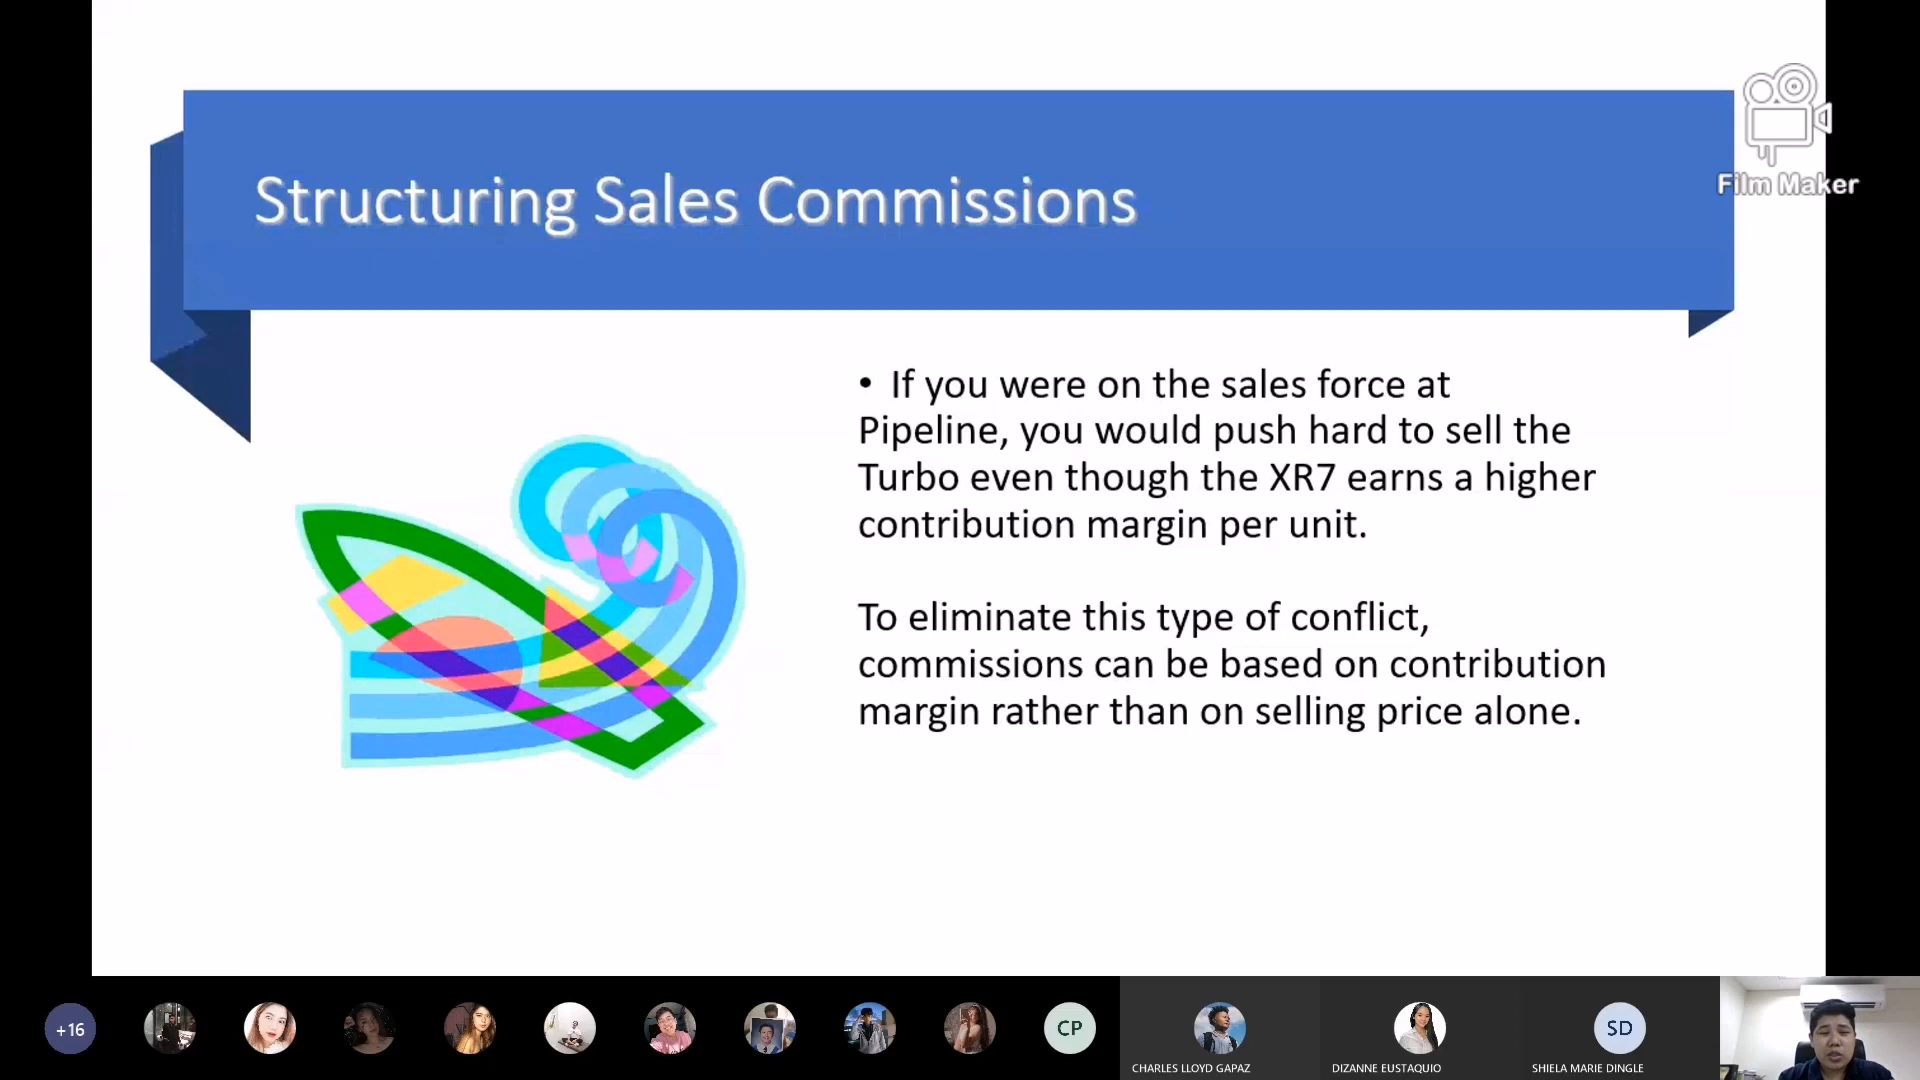 Structuring Sales Commissions
Film Maker
• If you were on the sales force at
Pipeline, you would push hard to sell the
Turbo even though the XR7 earns a higher
contribution margin per unit.
To eliminate this type of conflict,
commissions can be based on contribution
margin rather than on selling price alone.
+16
CP
SD
CHARLES LLOYD GAPAZ
DIZANNE EUSTAQUIO
SHIELA MARIE DINGLE